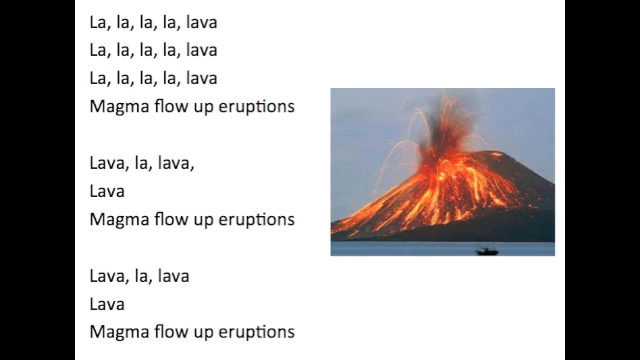 La, la, la, la, lava
La, la, la, la, lava
La, la, la, la, lava
Magma flow up eruptions
Lava, la, lava,
Lava
Magma flow up eruptions
Lava, la, lava
Lava
Magma flow up eruptions